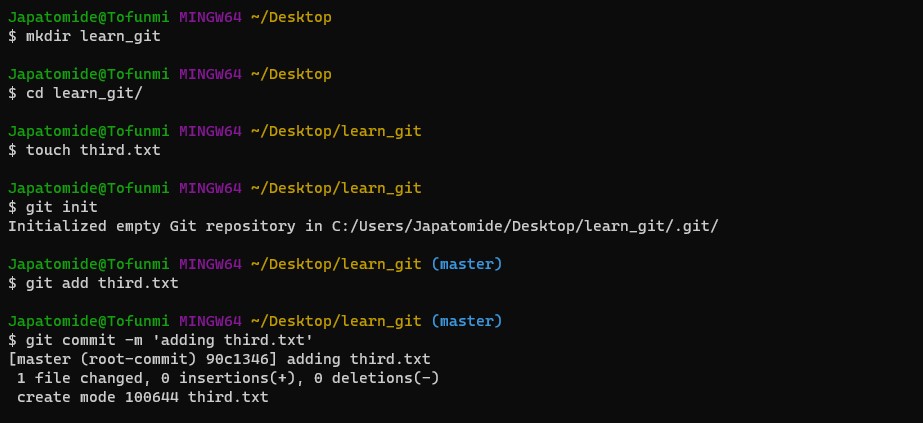 Japatomide@Tofunmi MINGW64 ~/Desktop
$ mkdir learn_git
Japatomide@Tofunmi MINGW64 ~/Desktop
$ cd learn_git/
Japatomide@Tofunmi MINGW64 ~/Desktop/learn_git
$ touch third.txt
Japatomide@Tofunmi MINGW64 ~/Desktop/learn_git
$ git init
Initialized empty Git repository in C:/Users/Japatomide/Desktop/learn_git/.git/
Japatomide@Tofunmi MINGW64 ~/Desktop/learn_git (master)
$ git add third.txt
Japatomide@Tofunmi MINGW64 ~/Desktop/learn_git (master)
$ git commit -m 'adding third.txt'
[master (root-commit) 90c1346] adding third.txt
 1 file changed, 0 insertions(+), 0 deletions(-)
 create mode 100644 third.txt